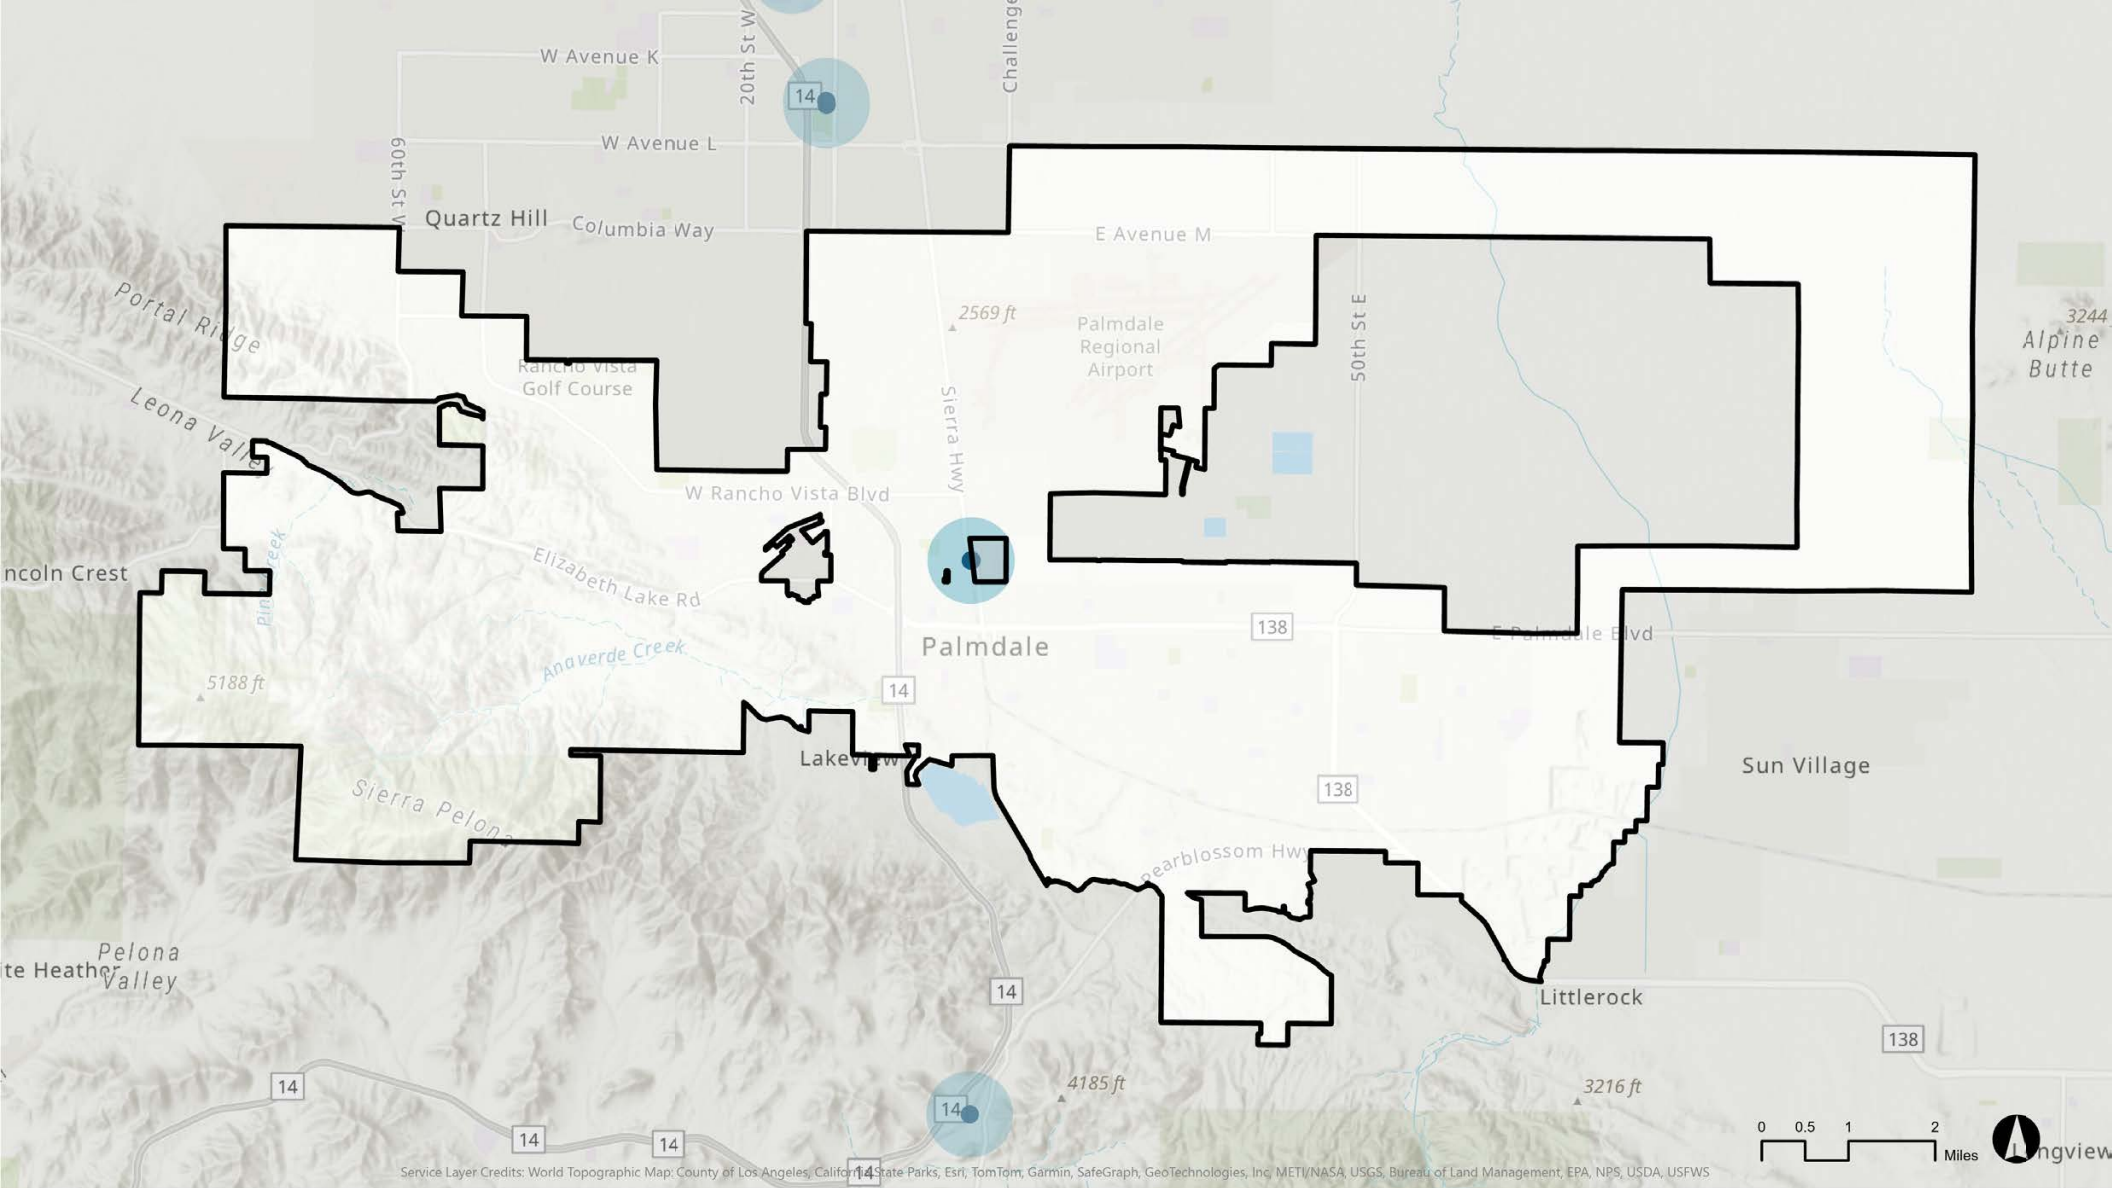 W Avenue K
20th St W
Challenge
14
W Avenue L
60th St W
Quartz Hill
Columbia Way
E Avenue M
Portal Ridge
2569 ft
Palmdale
Regional
Airport
50th St E
3244
Alpine
Butte
Rancho Vista
Golf Course
Leona Valley
Sierra Hwy
W Rancho Vista Blvd
ncoln Crest
Elizabeth Lake Rd
138
E Palmdale Blvd
Palmdale
Anaverde Creek
5188 ft
14
Lakeview
Sun Village
138
Sierra Pelona
Pearblossom Hwy
Pelona
Valley
ite Heather
14
Littlerock
138
14
4185 ft
3216 ft
14
14
14
14
0 0.5 1 2
Miles
ngview
Service Layer Credits: World Topographic Map: County of Los Angeles, California State Parks, Esri, TomTom, Garmin, SafeGraph, GeoTechnologies, Inc, METI/NASA, USGS, Bureau of Land Management, EPA, NPS, USDA, USFWS